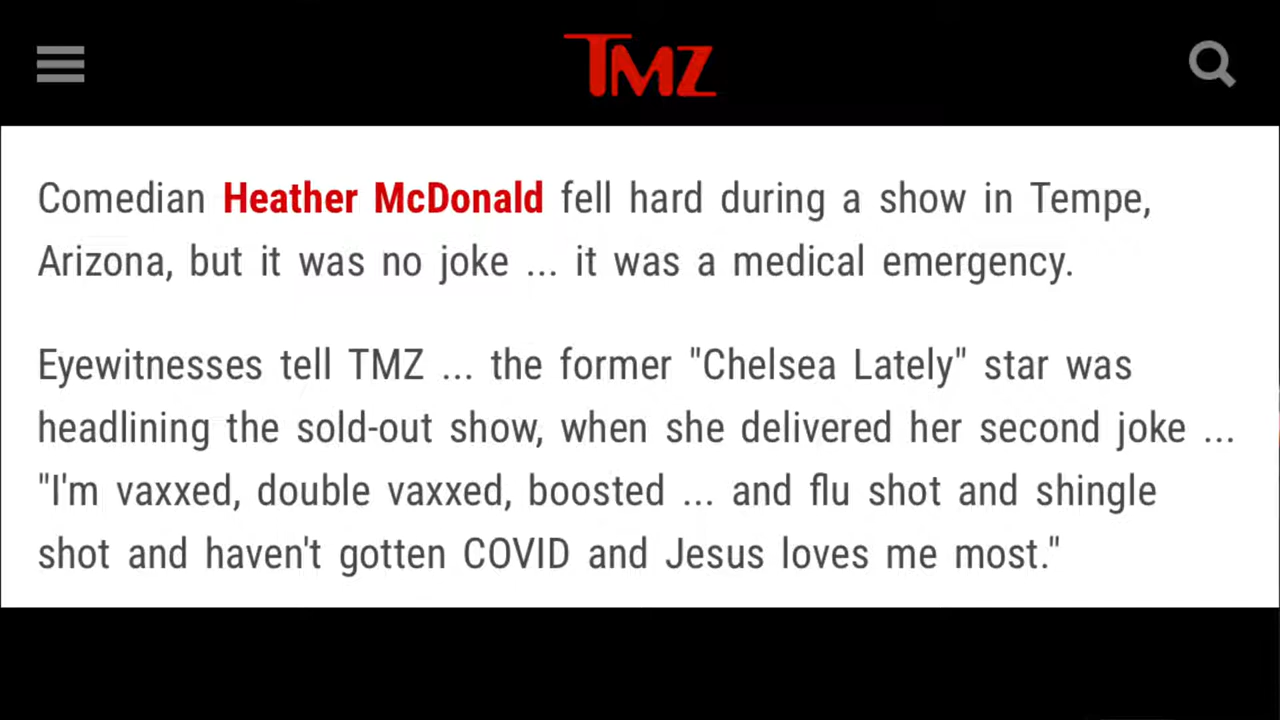 TMZ
Comedian Heather McDonald fell hard during a show in Tempe,
Arizona, but it was no joke ... it was a medical emergency.
Eyewitnesses tell TMZ ... the former "Chelsea Lately" star was
headlining the sold-out show, when she delivered her second joke ...
"I'm vaxxed, double vaxxed, boosted ... and flu shot and shingle
shot and haven't gotten COVID and Jesus loves me most."